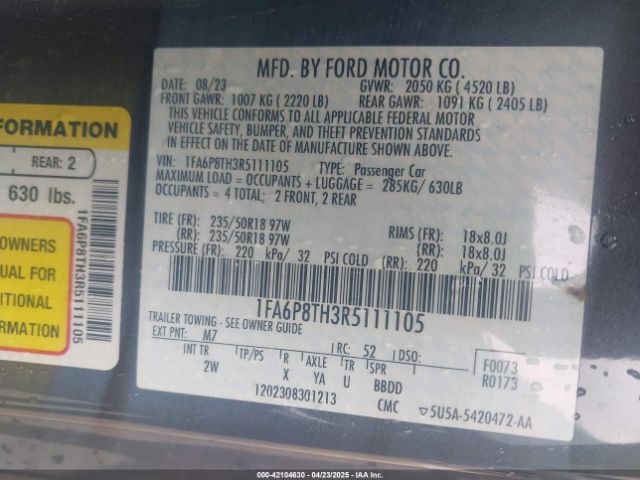 MFD. BY FORD MOTOR CO.
DATE: 08/23 GVWR: 2050 KG ( 4520 LB)
FRONT GAWR: 1007 KG ( 2220 LB) REAR GAWR: 1091 KG ( 2405 LB)
THIS VEHICLE CONFORMS TO ALL APPLICABLE FEDERAL MOTOR
VEHICLE SAFETY, BUMPER, AND THEFT PREVENTION STANDARDS
IN EFFECT ON THE DATE OF MANUFACTURE SHOWN ABOVE.
VIN: 1FA6P8TH3R5111105 TYPE: Passenger Car
MAXIMUM LOAD = OCCUPANTS + LUGGAGE = 285KG/ 630LB
OCCUPANTS = 4 TOTAL; 2 FRONT, 2 REAR
TIRE (FR): 235/50R18 97W RIMS (FR): 18x8.0J
(RR): 235/50R18 97W (RR): 18x8.0J
PRESSURE (FR): 220 kPa/ 32 PSI COLD (RR): 220 kPa/ 32 PSI COLD
1FA6P8TH3R5111105
TRAILER TOWING - SEE OWNER GUIDE
EXT PNT: M7 RC: 52 DSO: F0073
INT TR TP/PS R AXLE TR SPR R0173
2W X YA U BBDD
1202308301213 CMC 5U5A-5420472-AA
FORMATION
REAR: 2
630 lbs.
OWNERS
UAL FOR
DITIONAL
FORMATION
1FA6P8TH3R5111105
000-42104630 - 04/23/2025 - IAAI.COM